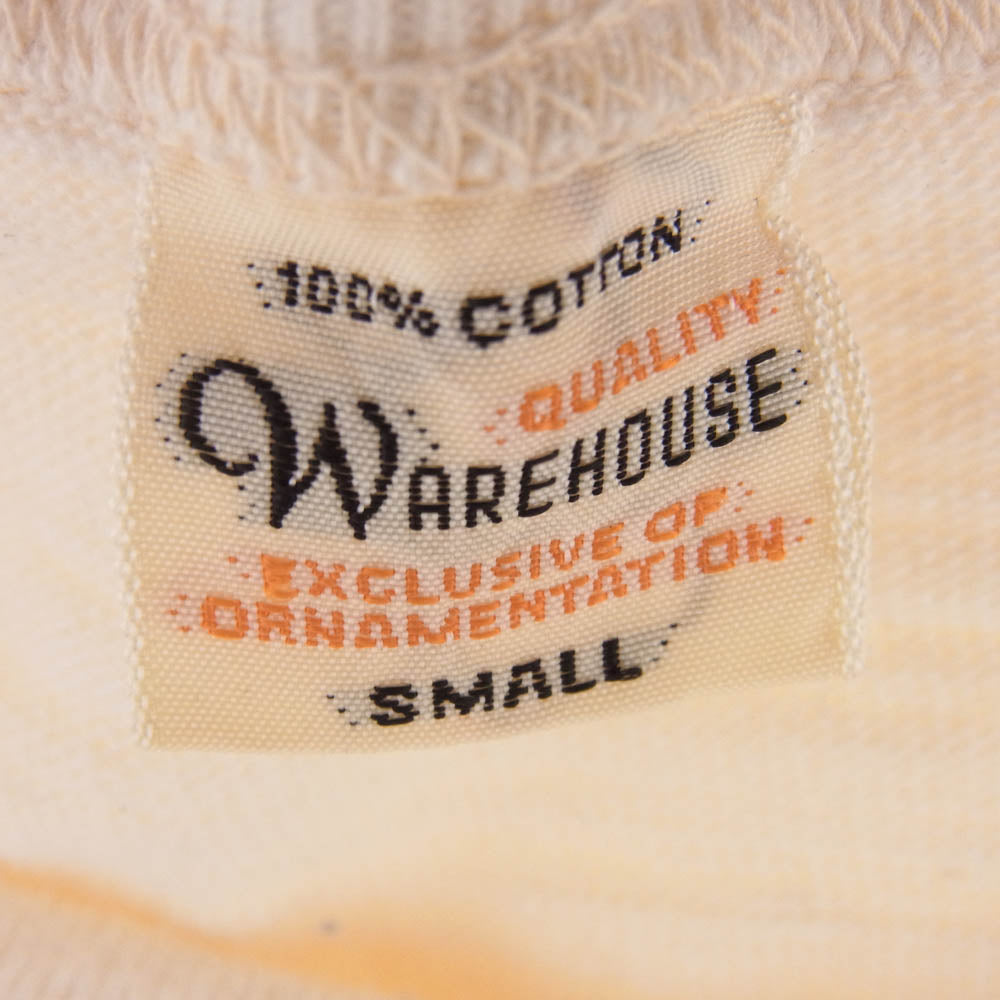 100% COTTON
QUALITY
WAREHOUSE
EXCLUSIVE OF
ORNAMENTATION
SMALL